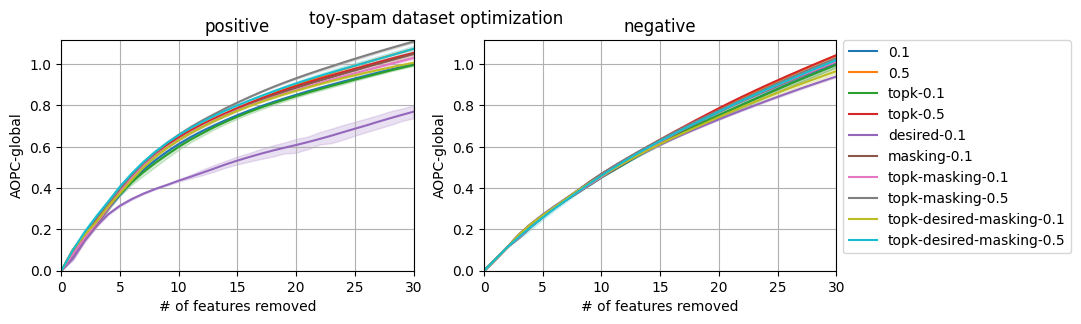 toy-spam dataset optimization
positive
AOPC-global
1.0
0.8
0.6
0.4
0.2
0.0
0 5 10 15 20 25 30
# of features removed
negative
AOPC-global
1.0
0.8
0.6
0.4
0.2
0.0
0 5 10 15 20 25 30
# of features removed
0.1
0.5
topk-0.1
topk-0.5
desired-0.1
masking-0.1
topk-masking-0.1
topk-masking-0.5
topk-desired-masking-0.1
topk-desired-masking-0.5